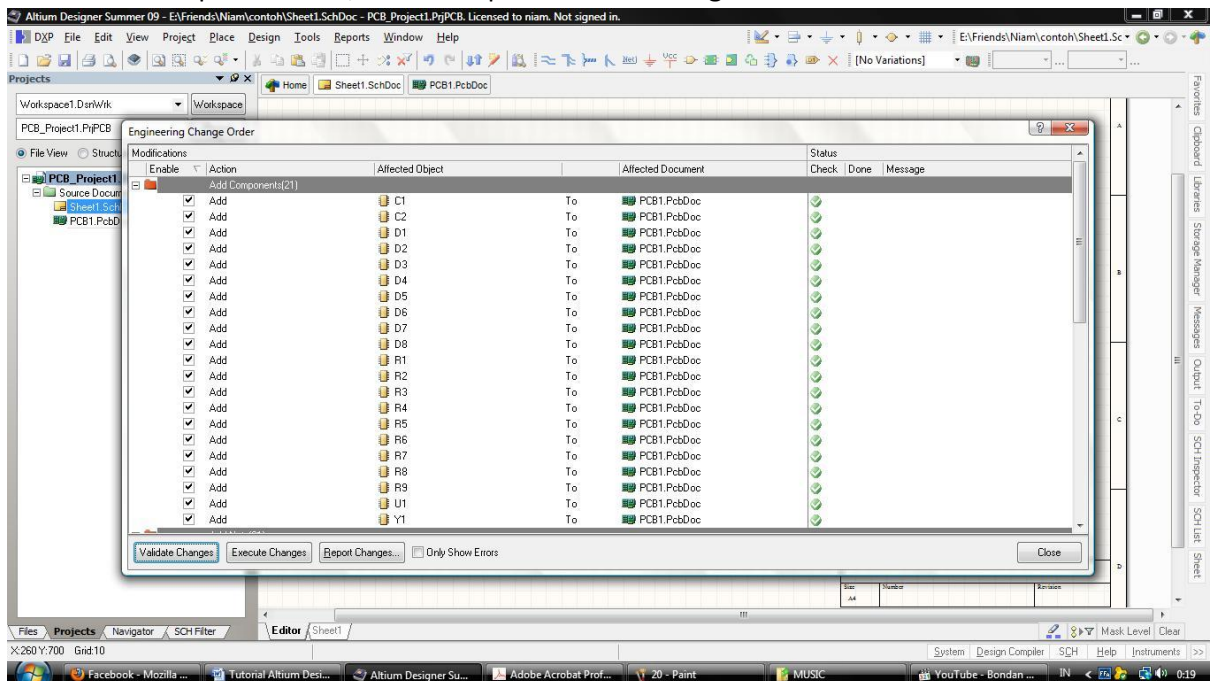 Altium Designer Summer 09 - E:\Friends\Niam\contoh\Sheet1.SchDoc - PCB_Project1.PrjPCB. Licensed to niam. Not signed in.
DXP File Edit View Project Place Design Tools Reports Window Help
E:\Friends\Niam\contoh\Sheet1.Sc
[No Variations]
Projects
Home Sheet1.SchDoc PCB1.PcbDoc
Workspace1.DsnWrk Workspace
PCB_Project1.PrjPCB
File View Structu
PCB_Project1.
Source Docum
Sheet1.Sch
PCB1.PcbD
Engineering Change Order
Modifications Status
Enable Action Affected Object Affected Document Check Done Message
Add Components(21)
Add C1 To PCB1.PcbDoc
Add C2 To PCB1.PcbDoc
Add D1 To PCB1.PcbDoc
Add D2 To PCB1.PcbDoc
Add D3 To PCB1.PcbDoc
Add D4 To PCB1.PcbDoc
Add D5 To PCB1.PcbDoc
Add D6 To PCB1.PcbDoc
Add D7 To PCB1.PcbDoc
Add D8 To PCB1.PcbDoc
Add R1 To PCB1.PcbDoc
Add R2 To PCB1.PcbDoc
Add R3 To PCB1.PcbDoc
Add R4 To PCB1.PcbDoc
Add R5 To PCB1.PcbDoc
Add R6 To PCB1.PcbDoc
Add R7 To PCB1.PcbDoc
Add R8 To PCB1.PcbDoc
Add R9 To PCB1.PcbDoc
Add U1 To PCB1.PcbDoc
Add Y1 To PCB1.PcbDoc
Validate Changes Execute Changes Report Changes... Only Show Errors Close
A
B
C
D
Size Number Revision
A4
Favorites
Clipboard
Libraries
Storage Manager
Messages
Output
To-Do
SCH Inspector
SCH List
Sheet
Files Projects Navigator SCH Filter Editor Sheet1 Mask Level Clear
X:260 Y:700 Grid:10 System Design Compiler SCH Help Instruments >>
Facebook - Mozilla ... Tutorial Altium Desi... Altium Designer Su... Adobe Acrobat Prof... 20 - Paint MUSIC YouTube - Bondan ... IN 0:19